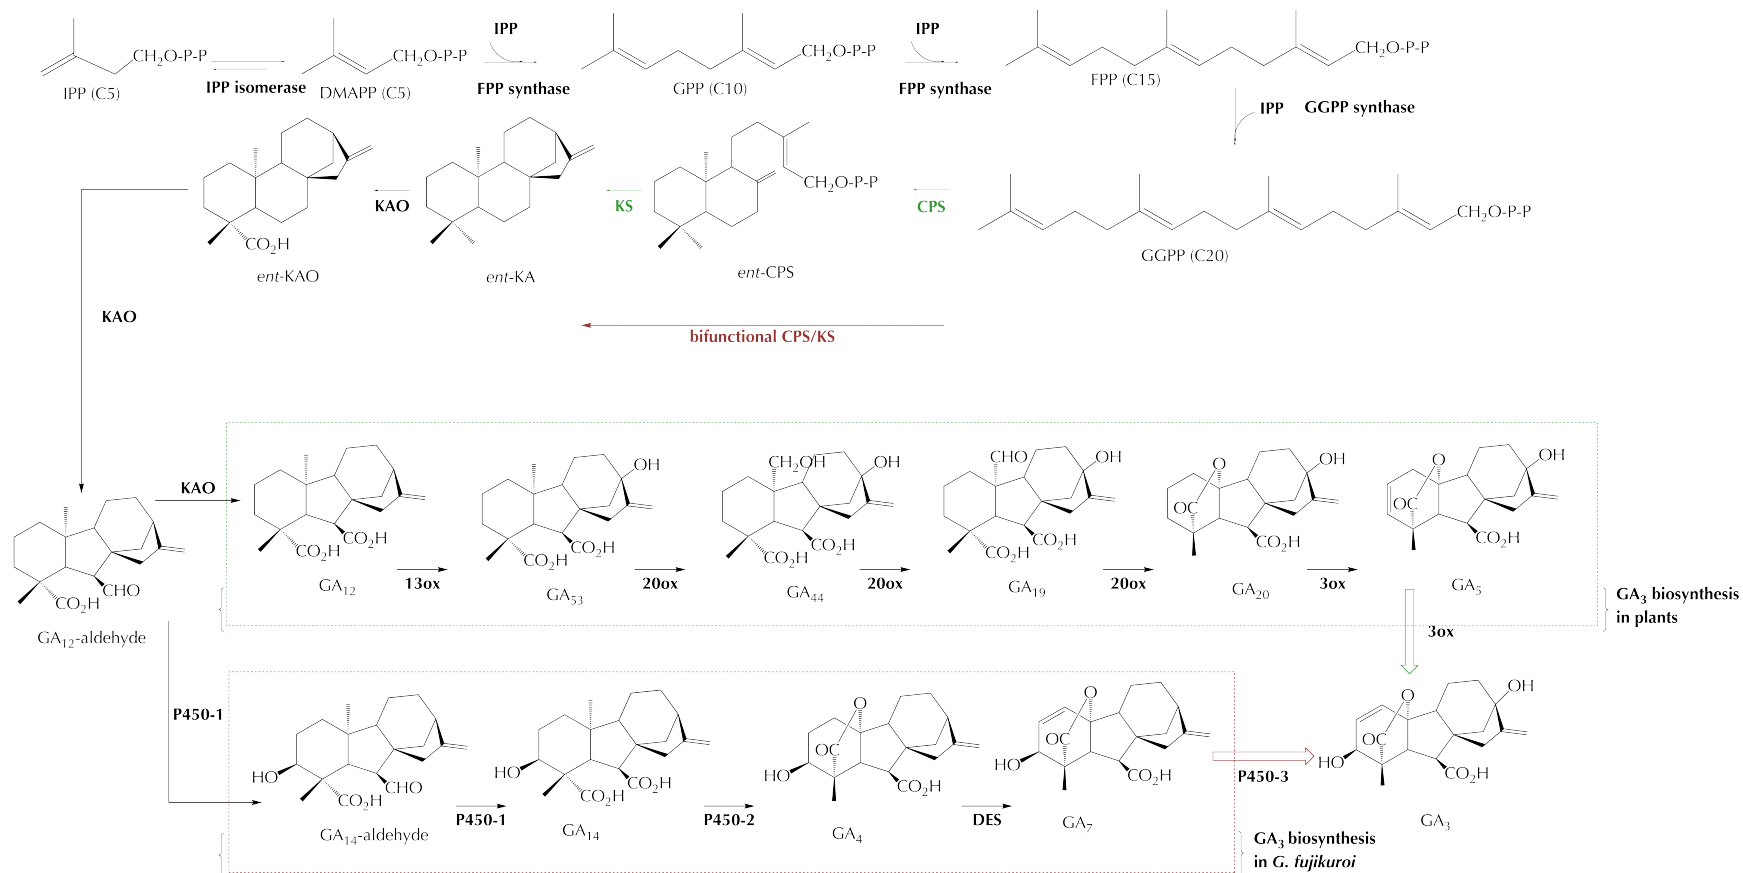 IPP
IPP
CH2O-P-P
CH2O-P-P
CH2O-P-P
CH2O-P-P
IPP isomerase
FPP synthase
FPP synthase
IPP (C5)
DMAPP (C5)
GPP (C10)
FPP (C15)
IPP GGPP synthase
CH2O-P-P
CH2O-P-P
KAO
KS
CPS
CO2H
GGPP (C20)
ent-KAO
ent-KA
ent-CPS
KAO
bifunctional CPS/KS
OH
CH2OH
OH
CHO
OH
O
OH
O
OH
KAO
OC
OC
CO2H
CO2H
CO2H
CO2H
CO2H
CO2H
CO2H
CO2H
CO2H
CO2H
CHO
CO2H
GA12
13ox
GA53
20ox
GA44
20ox
GA19
20ox
GA20
3ox
GA5
GA3 biosynthesis
in plants
GA12-aldehyde
3ox
P450-1
O
O
O
OH
HO
HO
HO
HO
HO
OC
OC
OC
CHO
CO2H
CO2H
CO2H
CO2H
CO2H
CO2H
P450-3
GA14-aldehyde
P450-1
GA14
P450-2
GA4
DES
GA7
GA3
GA3 biosynthesis
in G. fujikuroi